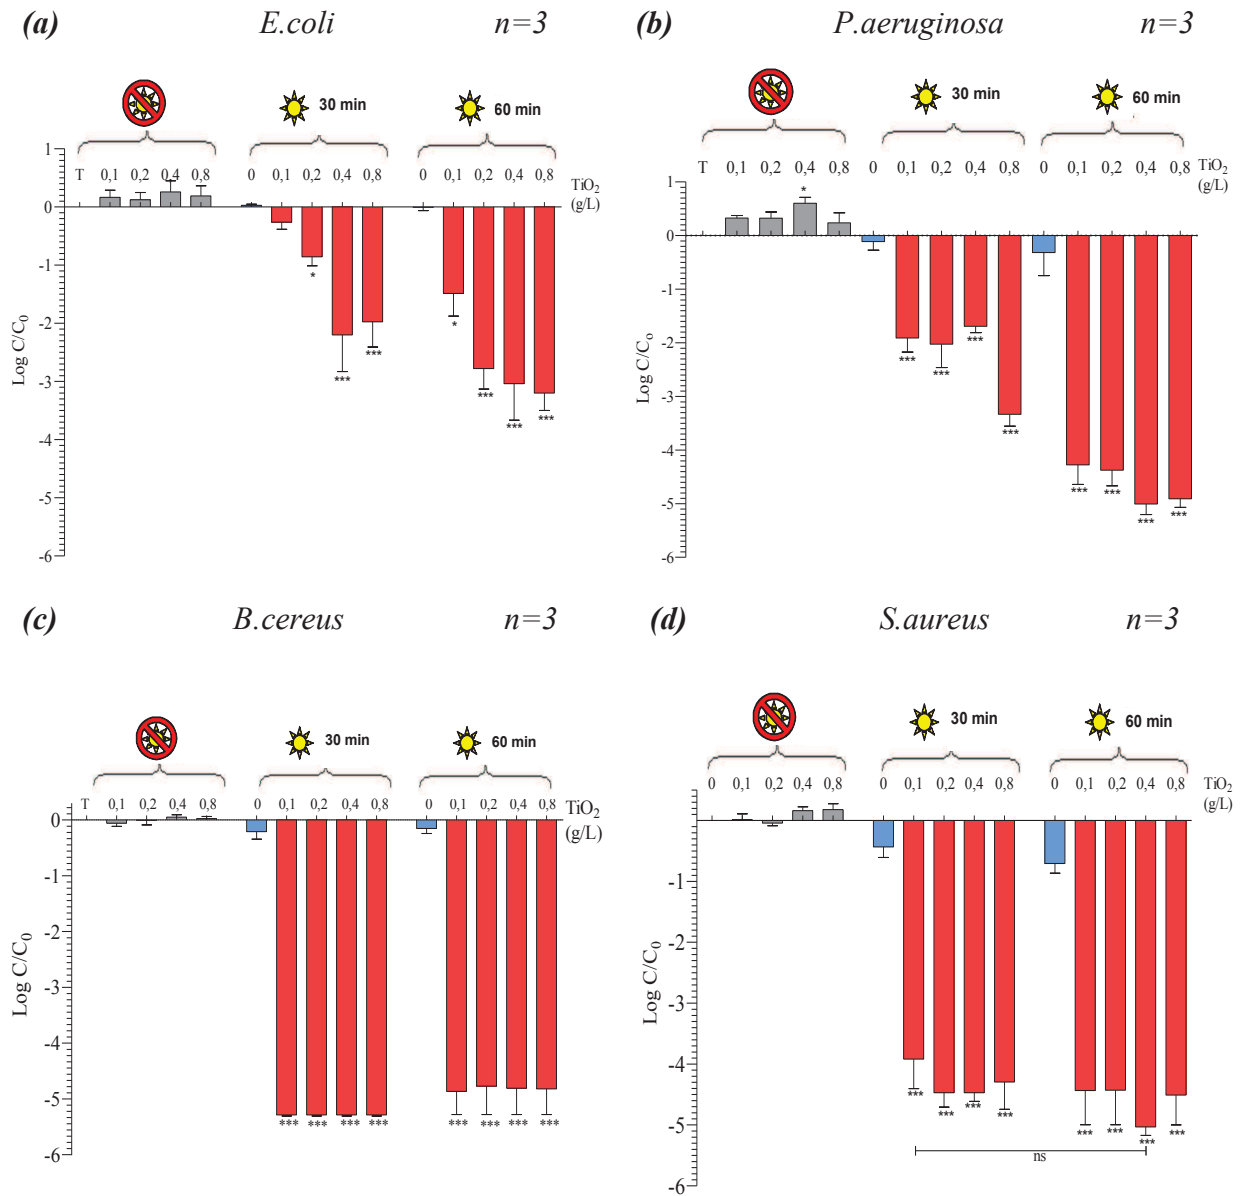 (a) E.coli n=3
30 min 60 min
T 0,1 0,2 0,4 0,8 0 0,1 0,2 0,4 0,8 0 0,1 0,2 0,4 0,8 TiO2 (g/L)
1
0
-1
-2
-3
-4
-5
-6
Log C/C0
* *** *** * *** *** ***
(b) P.aeruginosa n=3
30 min 60 min
T 0,1 0,2 0,4 0,8 0 0,1 0,2 0,4 0,8 0 0,1 0,2 0,4 0,8 TiO2 (g/L)
1
0
-1
-2
-3
-4
-5
-6
Log C/Co
* *** *** *** *** *** *** *** ***
(c) B.cereus n=3
30 min 60 min
T 0,1 0,2 0,4 0,8 0 0,1 0,2 0,4 0,8 0 0,1 0,2 0,4 0,8 TiO2
(g/L)
0
-1
-2
-3
-4
-5
-6
Log C/C0
*** *** *** *** *** *** *** ***
(d) S.aureus n=3
30 min 60 min
0 0,1 0,2 0,4 0,8 0 0,1 0,2 0,4 0,8 0 0,1 0,2 0,4 0,8 TiO2
(g/L)
-1
-2
-3
-4
-5
-6
Log C/C0
*** *** *** *** *** *** *** ***
ns